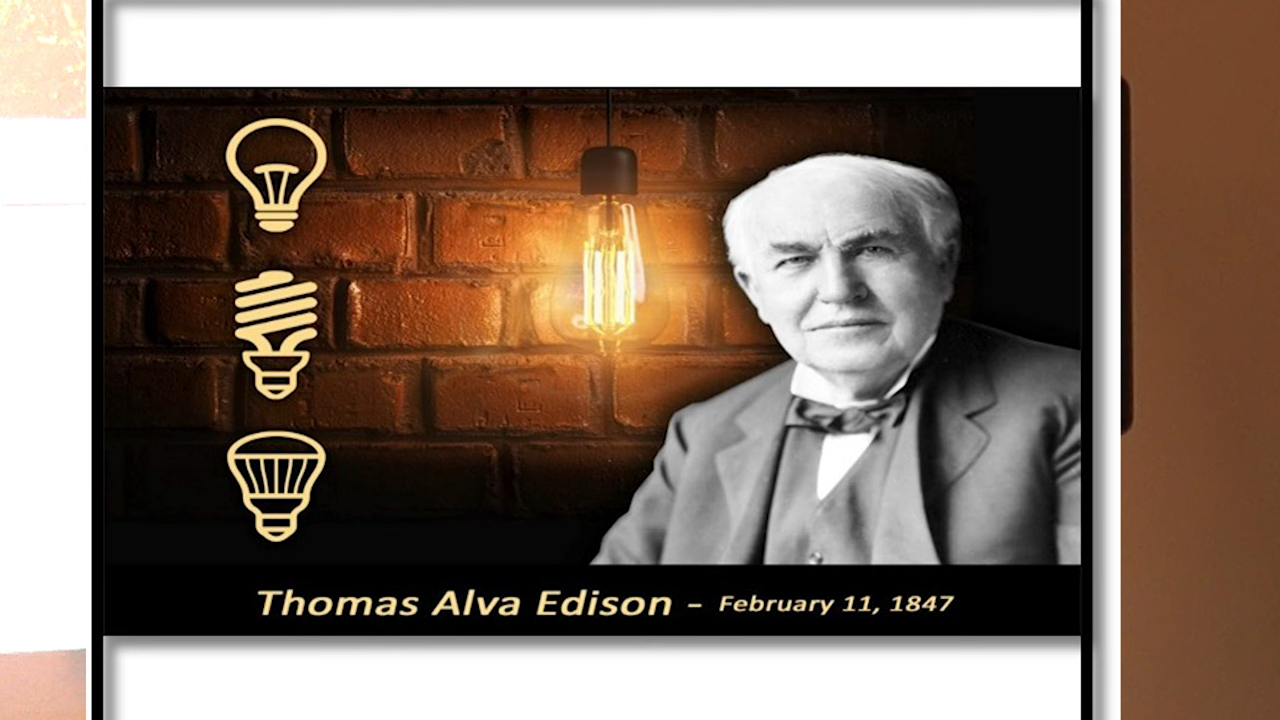 Thomas Alva Edison – February 11, 1847